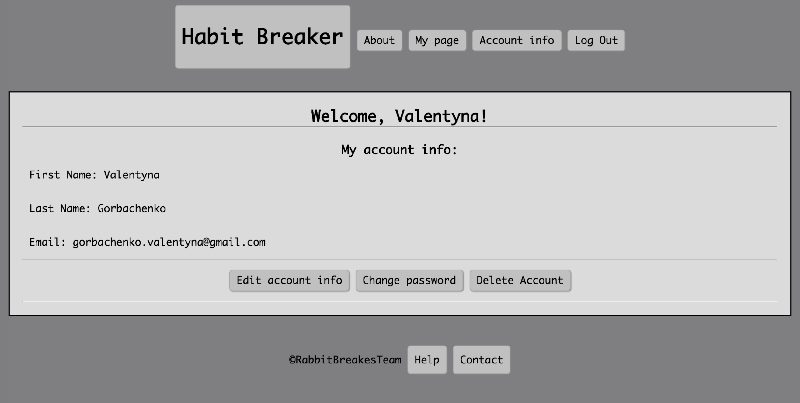 Habit Breaker About My page Account info Log Out
Welcome, Valentyna!
My account info:
First Name: Valentyna
Last Name: Gorbachenko
Email: gorbachenko.valentyna@gmail.com
Edit account info Change password Delete Account
©RabbitBreakesTeam Help Contact